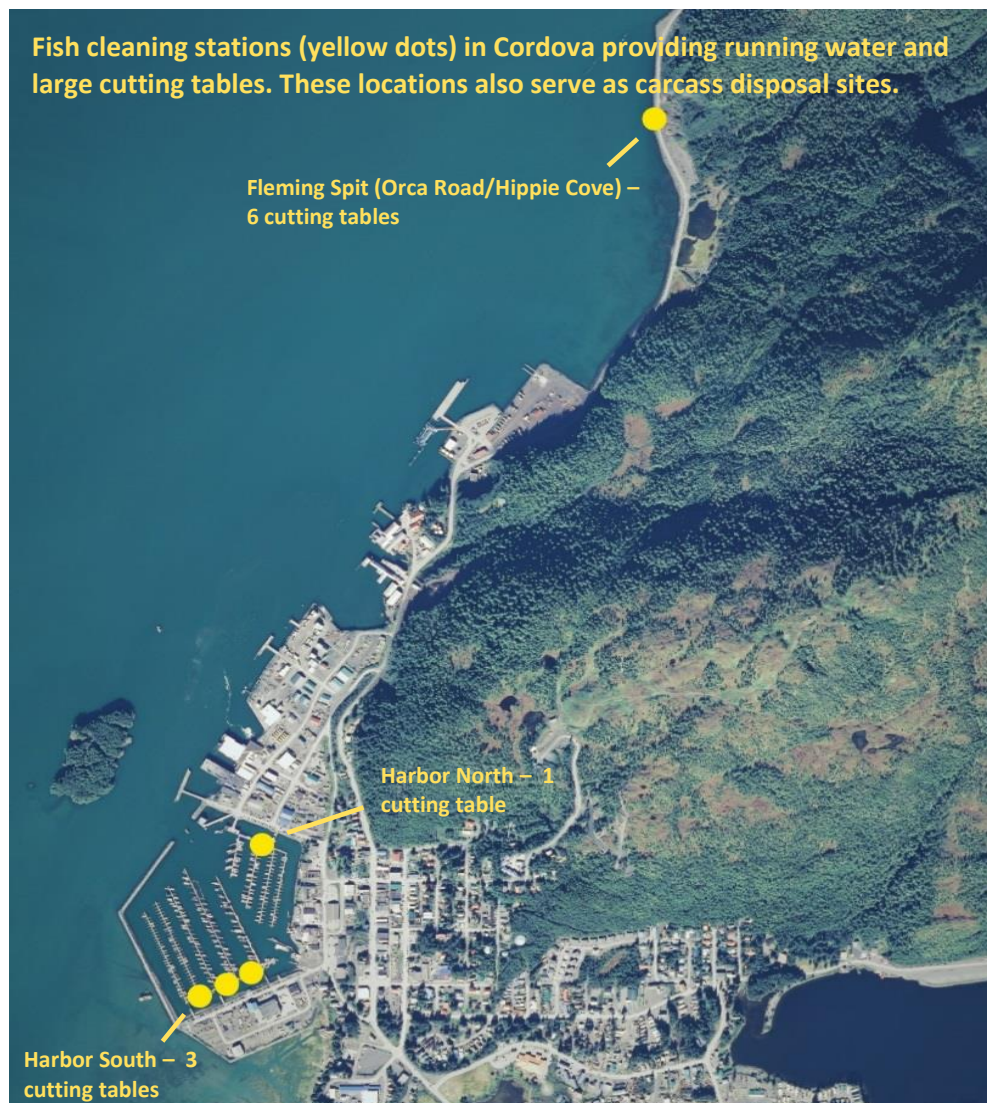 Fish cleaning stations (yellow dots) in Cordova providing running water and
large cutting tables. These locations also serve as carcass disposal sites.
Fleming Spit (Orca Road/Hippie Cove) –
6 cutting tables
Harbor North – 1
cutting table
Harbor South – 3
cutting tables